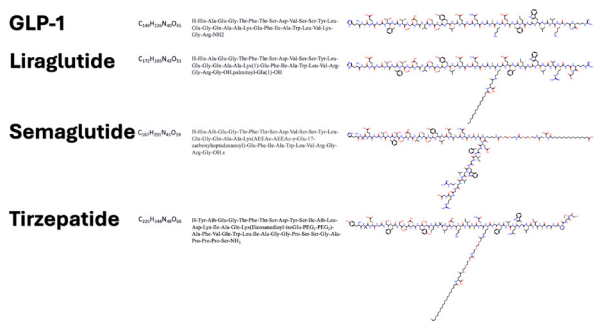 GLP-1
C149H226N40O45
H-His-Ala-Glu-Gly-Thr-Phe-Thr-Ser-Asp-Val-Ser-Ser-Tyr-Leu-
Glu-Gly-Gln-Ala-Ala-Lys-Glu-Phe-Ile-Ala-Trp-Leu-Val-Lys-
Gly-Arg-NH2
Liraglutide
C172H265N43O51
H-His-Ala-Glu-Gly-Thr-Phe-Thr-Ser-Asp-Val-Ser-Ser-Tyr-Leu-
Glu-Gly-Gln-Ala-Ala-Lys(1)-Glu-Phe-Ile-Ala-Trp-Leu-Val-Arg-
Gly-Arg-Gly-OH.palmitoyl-Glu(1)-OH
Semaglutide
C187H291N45O59
H-His-Aib-Glu-Gly-Thr-Phe-Thr-Ser-Asp-Val-Ser-Ser-Tyr-Leu-
Glu-Gly-Gln-Ala-Ala-Lys(AEEAc-AEEAc-γ-Glu-17-
carboxyheptadecanoyl)-Glu-Phe-Ile-Ala-Trp-Leu-Val-Arg-Gly-
Arg-Gly-OH.s
Tirzepatide
C225H348N48O68
H-Tyr-Aib-Glu-Gly-Thr-Phe-Thr-Ser-Asp-Tyr-Ser-Ile-Aib-Leu-
Asp-Lys-Ile-Ala-Gln-Lys(Eicosanedioyl-isoGlu-PEG2-PEG2)-
Ala-Phe-Val-Gln-Trp-Leu-Ile-Ala-Gly-Gly-Pro-Ser-Ser-Gly-Ala-
Pro-Pro-Pro-Ser-NH2